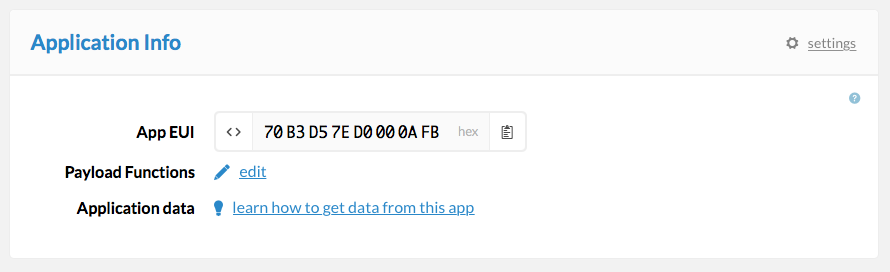 Application Info
settings
App EUI <> 70 B3 D5 7E D0 00 0A FB hex
Payload Functions edit
Application data learn how to get data from this app